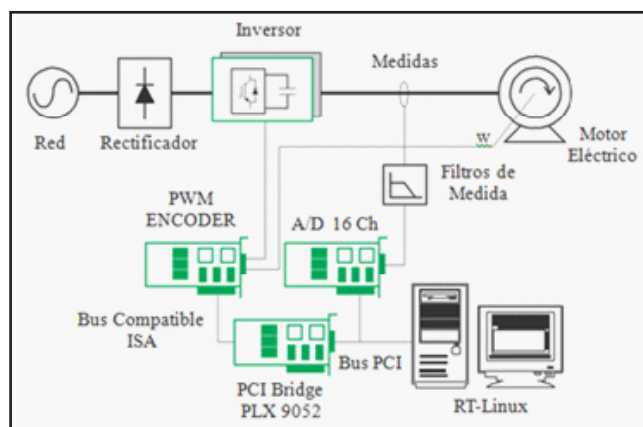 Inversor
Medidas
Red
Rectificador
w
Motor
Eléctrico
Filtros de
Medida
PWM
ENCODER
A/D 16 Ch
Bus Compatible
ISA
Bus PCI
PCI Bridge
PLX 9052
RT-Linux